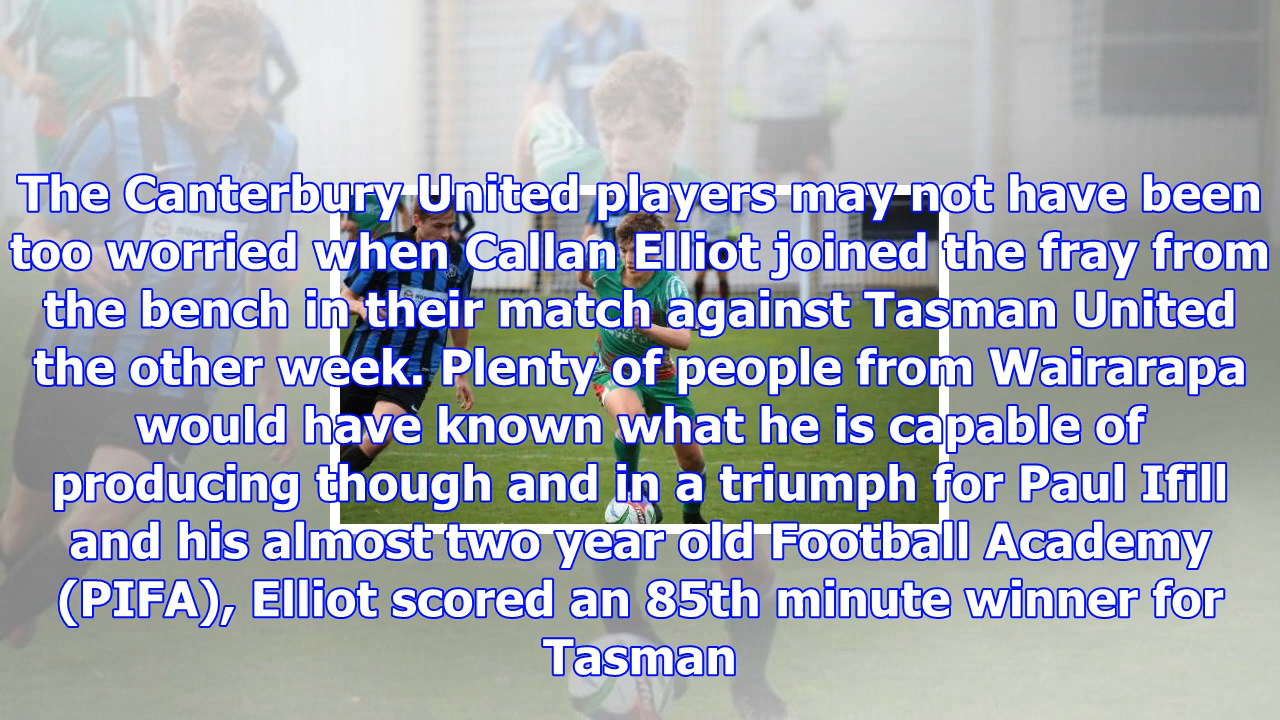 The Canterbury United players may not have been
too worried when Callan Elliot joined the fray from
the bench in their match against Tasman United
the other week. Plenty of people from Wairarapa
would have known what he is capable of
producing though and in a triumph for Paul Ifill
and his almost two year old Football Academy
(PIFA), Elliot scored an 85th minute winner for
Tasman